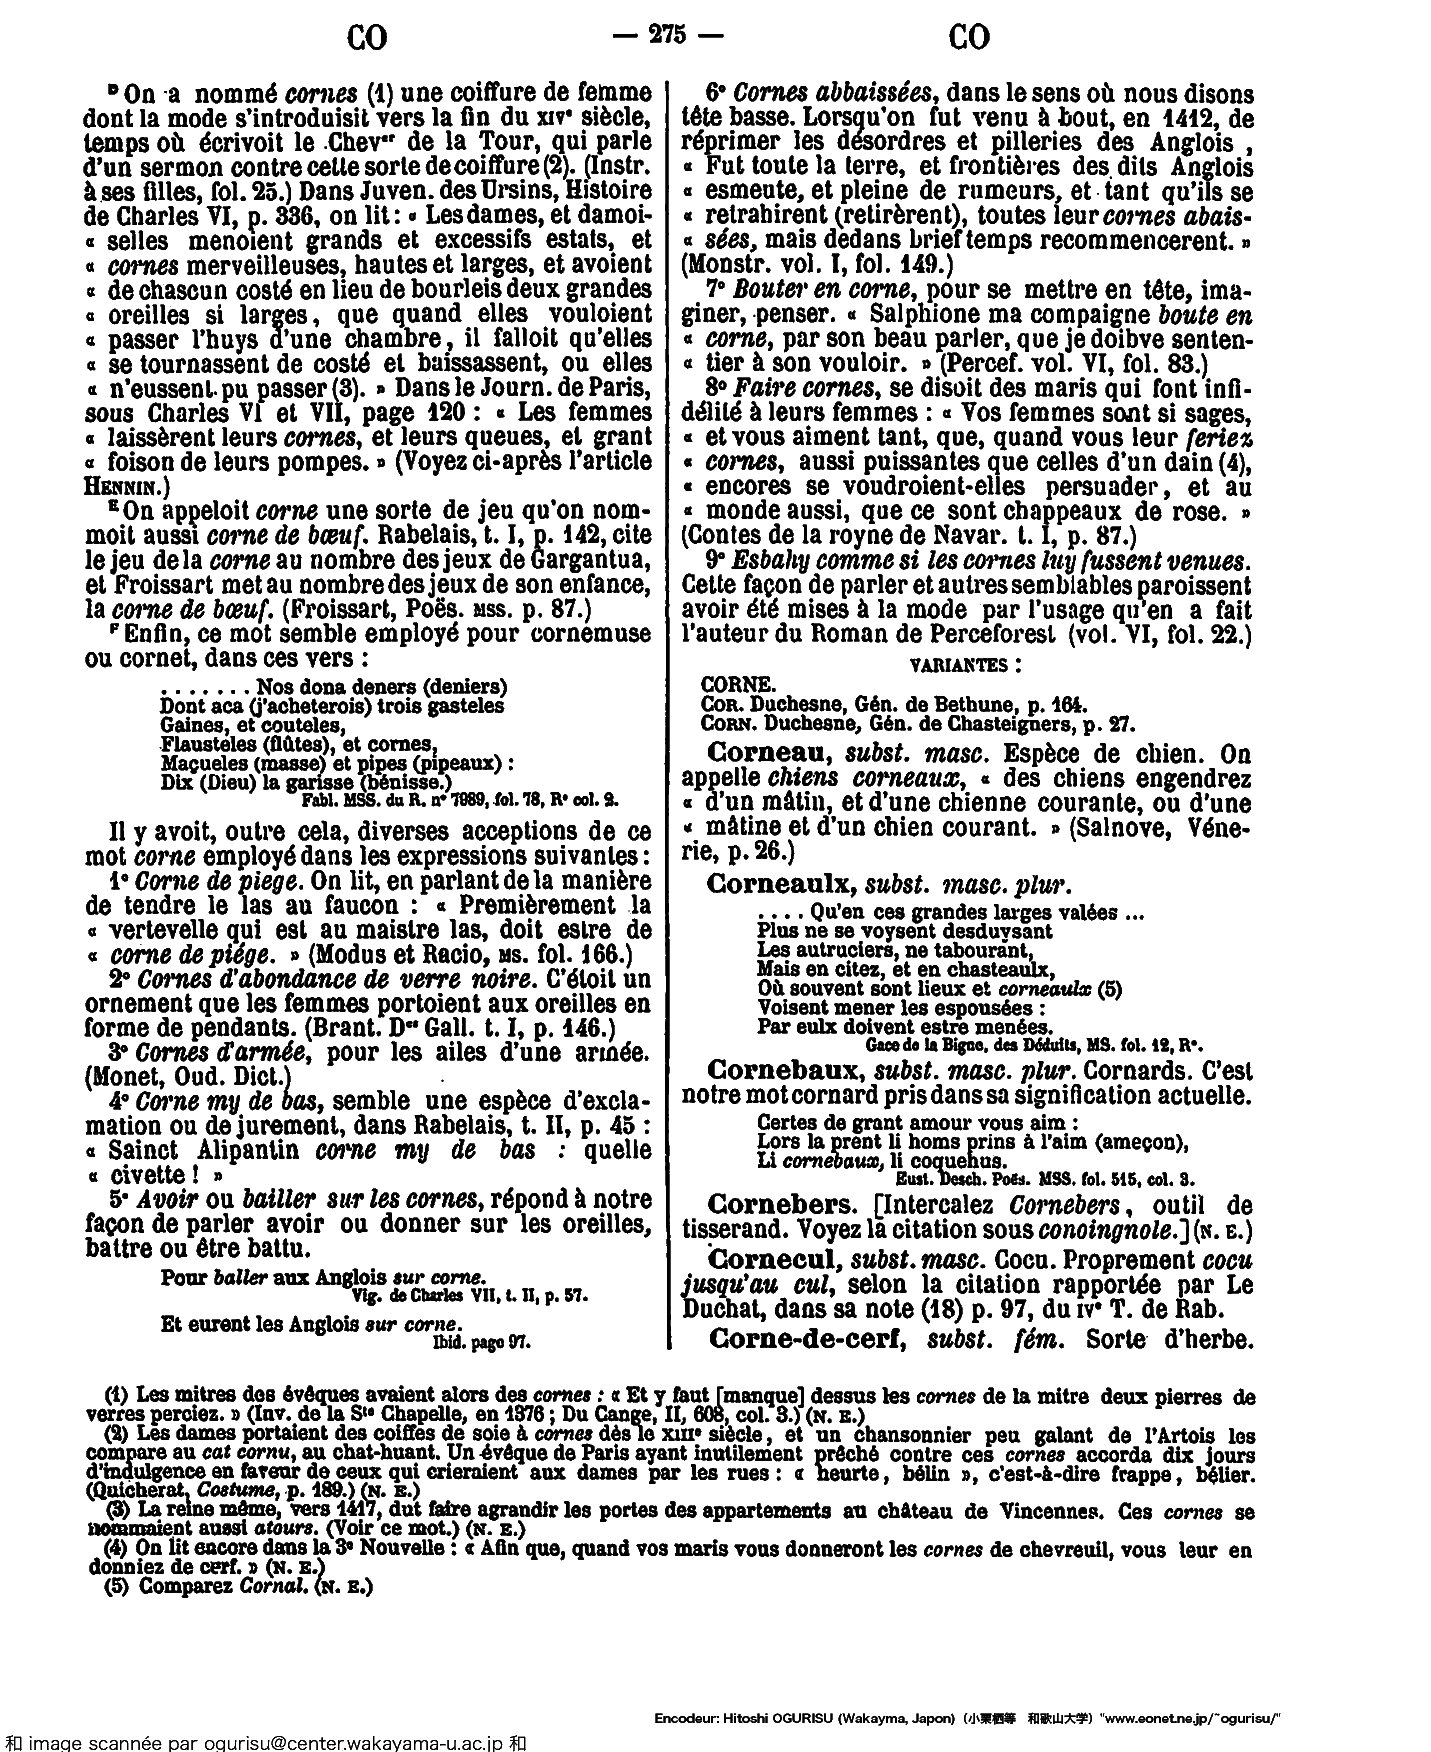 CO — 275 — CO
ᴰ On a nommé cornes (1) une coiffure de femme
dont la mode s'introduisit vers la fin du XIVᵉ siècle,
temps où écrivoit le Chevᵉʳ de la Tour, qui parle
d'un sermon contre cette sorte de coiffure (2). (Instr.
à ses filles, fol. 25.) Dans Juven. des Ursins, Histoire
de Charles VI, p. 336, on lit : « Les dames, et damoi-
« selles menoient grands et excessifs estats, et
« cornes merveilleuses, hautes et larges, et avoient
« de chascun costé en lieu de bourleis deux grandes
« oreilles si larges, que quand elles vouloient
« passer l'huys d'une chambre, il falloit qu'elles
« se tournassent de costé et baissassent, ou elles
« n'eussent pu passer (3). » Dans le Journ. de Paris,
sous Charles VI et VII, page 120 : « Les femmes
« laissèrent leurs cornes, et leurs queues, et grant
« foison de leurs pompes. » (Voyez ci-après l'article
HENNIN.)
ᴱ On appeloit corne une sorte de jeu qu'on nom-
moit aussi corne de bœuf. Rabelais, t. I, p. 142, cite
le jeu de la corne au nombre des jeux de Gargantua,
et Froissart met au nombre des jeux de son enfance,
la corne de bœuf. (Froissart, Poës. MSS. p. 87.)
ᶠ Enfin, ce mot semble employé pour cornemuse
ou cornet, dans ces vers :
. . . . . . . Nos dona deners (deniers)
Dont aca (j'acheterois) trois gasteles
Gaines, et couteles,
Flausteles (flûtes), et cornes,
Maçueles (masse) et pipes (pipeaux) :
Dix (Dieu) la garisse (bénisse.)
Fabl. MSS. du R. n° 7989, fol. 78, R° col. 2.
Il y avoit, outre cela, diverses acceptions de ce
mot corne employé dans les expressions suivantes :
1° Corne de piege. On lit, en parlant de la manière
de tendre le las au faucon : « Premièrement la
« vertevelle qui est au maistre las, doit estre de
« corne de piége. » (Modus et Racio, MS. fol. 166.)
2° Cornes d'abondance de verre noire. C'étoit un
ornement que les femmes portoient aux oreilles en
forme de pendants. (Brant. Dᵉˢ Gall. t. I, p. 146.)
3° Cornes d'armée, pour les ailes d'une armée.
(Monet, Oud. Dict.)
4° Corne my de bas, semble une espèce d'excla-
mation ou de jurement, dans Rabelais, t. II, p. 45 :
« Sainct Alipantin corne my de bas : quelle
« civette ! »
5° Avoir ou bailler sur les cornes, répond à notre
façon de parler avoir ou donner sur les oreilles,
battre ou être battu.
Pour baller aux Anglois sur corne.
Vig. de Charles VII, t. II, p. 57.
Et eurent les Anglois sur corne.
Ibid. page 97.
6° Cornes abbaissées, dans le sens où nous disons
tête basse. Lorsqu'on fut venu à bout, en 1412, de
réprimer les désordres et pilleries des Anglois,
« Fut toute la terre, et frontières des dits Anglois
« esmeute, et pleine de rumeurs, et tant qu'ils se
« retrahirent (retirèrent), toutes leur cornes abais-
« sées, mais dedans brief temps recommencerent. »
(Monstr. vol. I, fol. 149.)
7° Bouter en corne, pour se mettre en tête, ima-
giner, penser. « Salphione ma compaigne boute en
« corne, par son beau parler, que je doibve senten-
« tier à son vouloir. » (Percef. vol. VI, fol. 83.)
8° Faire cornes, se disoit des maris qui font infi-
délité à leurs femmes : « Vos femmes sont si sages,
« et vous aiment tant, que, quand vous leur feriez
« cornes, aussi puissantes que celles d'un dain (4),
« encores se voudroient-elles persuader, et au
« monde aussi, que ce sont chappeaux de rose. »
(Contes de la royne de Navar. t. I, p. 87.)
9° Esbahy comme si les cornes luy fussent venues.
Cette façon de parler et autres semblables paroissent
avoir été mises à la mode par l'usage qu'en a fait
l'auteur du Roman de Perceforest (vol. VI, fol. 22.)
VARIANTES :
CORNE.
COR. Duchesne, Gén. de Bethune, p. 164.
CORN. Duchesne, Gén. de Chasteigners, p. 27.
Corneau, subst. masc. Espèce de chien. On
appelle chiens corneaux, « des chiens engendrez
« d'un mâtin, et d'une chienne courante, ou d'une
« mâtine et d'un chien courant. » (Salnove, Véne-
rie, p. 26.)
Corneaulx, subst. masc. plur.
. . . . Qu'en ces grandes larges valées ...
Plus ne se voysent desduysant
Les autruciers, ne tabourant,
Mais en citez, et en chasteaulx,
Où souvent sont lieux et corneaulx (5)
Voisent mener les espousées :
Par eulx doivent estre menées.
Gace de la Bigne, des Déduits, MS. fol. 12, R°.
Cornebaux, subst. masc. plur. Cornards. C'est
notre mot cornard pris dans sa signification actuelle.
Certes de grant amour vous aim :
Lors la prent li homs prins à l'aim (ameçon),
Li cornebaux, li coquehus.
Eust. Desch. Poës. MSS. fol. 515, col. 3.
Cornebers. [Intercalez Cornebers, outil de
tisserand. Voyez la citation sous conoingnole.] (N. E.)
Cornecul, subst. masc. Cocu. Proprement cocu
jusqu'au cul, selon la citation rapportée par Le
Duchat, dans sa note (18) p. 97, du IVᵉ T. de Rab.
Corne-de-cerf, subst. fém. Sorte d'herbe.
(1) Les mitres des évêques avaient alors des cornes : « Et y faut [manque] dessus les cornes de la mitre deux pierres de
verres perciez. » (Inv. de la Sᵗᵉ Chapelle, en 1376 ; Du Cange, II, 608, col. 3.) (N. E.)
(2) Les dames portaient des coiffes de soie à cornes dès le XIIIᵉ siècle, et un chansonnier peu galant de l'Artois les
compare au cat cornu, au chat-huant. Un évêque de Paris ayant inutilement prêché contre ces cornes accorda dix jours
d'indulgence en faveur de ceux qui crieraient aux dames par les rues : « heurte, bélin », c'est-à-dire frappe, bélier.
(Quicherat, Costume, p. 189.) (N. E.)
(3) La reine même, vers 1417, dut faire agrandir les portes des appartements au château de Vincennes. Ces cornes se
nommaient aussi atours. (Voir ce mot.) (N. E.)
(4) On lit encore dans la 3ᵉ Nouvelle : « Afin que, quand vos maris vous donneront les cornes de chevreuil, vous leur en
donniez de cerf. » (N. E.)
(5) Comparez Cornal. (N. E.)
Encodeur: Hitoshi OGURISU (Wakayma, Japon) (小栗栖等 和歌山大学) "www.eonet.ne.jp/~ogurisu/"
和 image scannée par ogurisu@center.wakayama-u.ac.jp 和